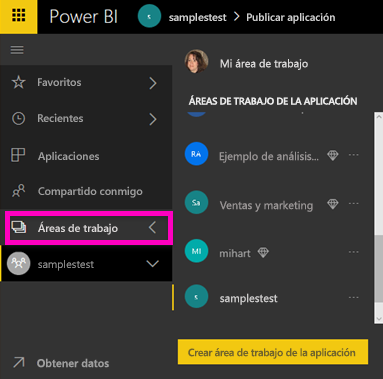 Power BI
s
samplestest
Publicar aplicación
Favoritos
Recientes
Aplicaciones
Compartido conmigo
Áreas de trabajo
samplestest
Obtener datos
Mi área de trabajo
ÁREAS DE TRABAJO DE LA APLICACIÓN
RA
Ejemplo de análisis...
Sa
Ventas y marketing
MI
mihart
s
samplestest
Crear área de trabajo de la aplicación